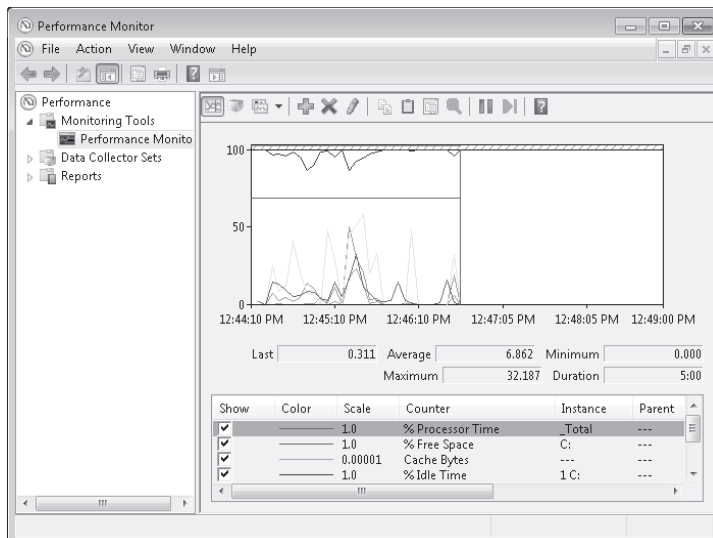 Performance Monitor
File Action View Window Help
Performance
Monitoring Tools
Performance Monito
Data Collector Sets
Reports
100
50
0
12:44:10 PM 12:45:10 PM 12:46:10 PM 12:47:05 PM 12:48:05 PM 12:49:00 PM
Last 0.311 Average 6.862 Minimum 0.000
Maximum 32.187 Duration 5:00
Show Color Scale Counter Instance Parent
1.0 % Processor Time _Total ---
1.0 % Free Space C: ---
0.00001 Cache Bytes --- ---
1.0 % Idle Time 1 C: ---